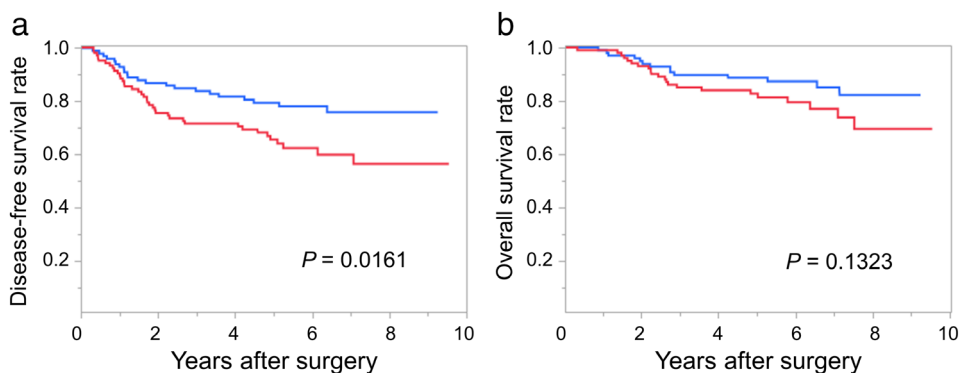 a
Disease-free survival rate
1.0
0.8
0.6
0.4
0.2
P = 0.0161
0 2 4 6 8 10
Years after surgery
b
Overall survival rate
1.0
0.8
0.6
0.4
0.2
P = 0.1323
0 2 4 6 8 10
Years after surgery